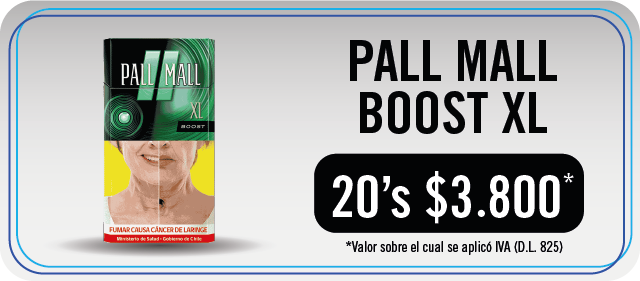 PALL MALL
XL
BOOST
FUMAR CAUSA CÁNCER DE LARINGE
Ministerio de Salud - Gobierno de Chile
PALL MALL
BOOST XL
20's $3.800*
*Valor sobre el cual se aplicó IVA (D.L. 825)